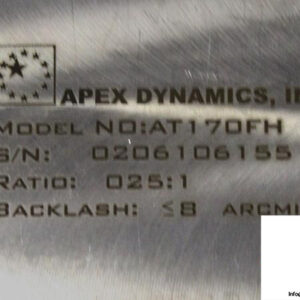 APEX DYNAMICS, I
MODEL NO:AT170FH
S/N: 0206106155
RATIO: 025:1
BACKLASH: ≤8 ARCMI